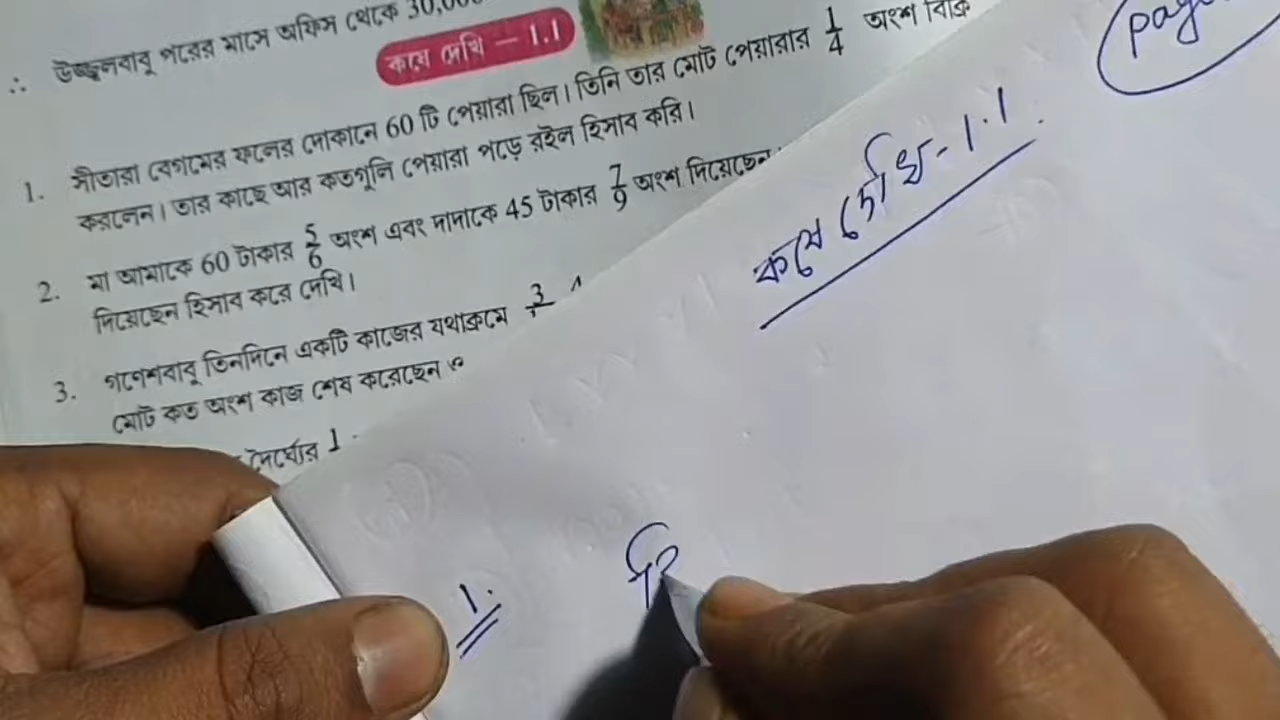 ∴ উজ্জ্বলবাবু পরের মাসে অফিস থেকে 30,000
কষে দেখি – 1.1
1. সীতারা বেগমের ফলের দোকানে 60 টি পেয়ারা ছিল। তিনি তার মোট পেয়ারার 1/4 অংশ বিক্রি
করলেন। তার কাছে আর কতগুলি পেয়ারা পড়ে রইল হিসাব করি।
2. মা আমাকে 60 টাকার 5/6 অংশ এবং দাদাকে 45 টাকার 7/9 অংশ দিয়েছেন
দিয়েছেন হিসাব করে দেখি।
3. গণেশবাবু তিনদিনে একটি কাজের যথাক্রমে 3
মোট কত অংশ কাজ শেষ করেছেন
দৈর্ঘ্যের 1
page
কষে দেখি - 1.1
1.